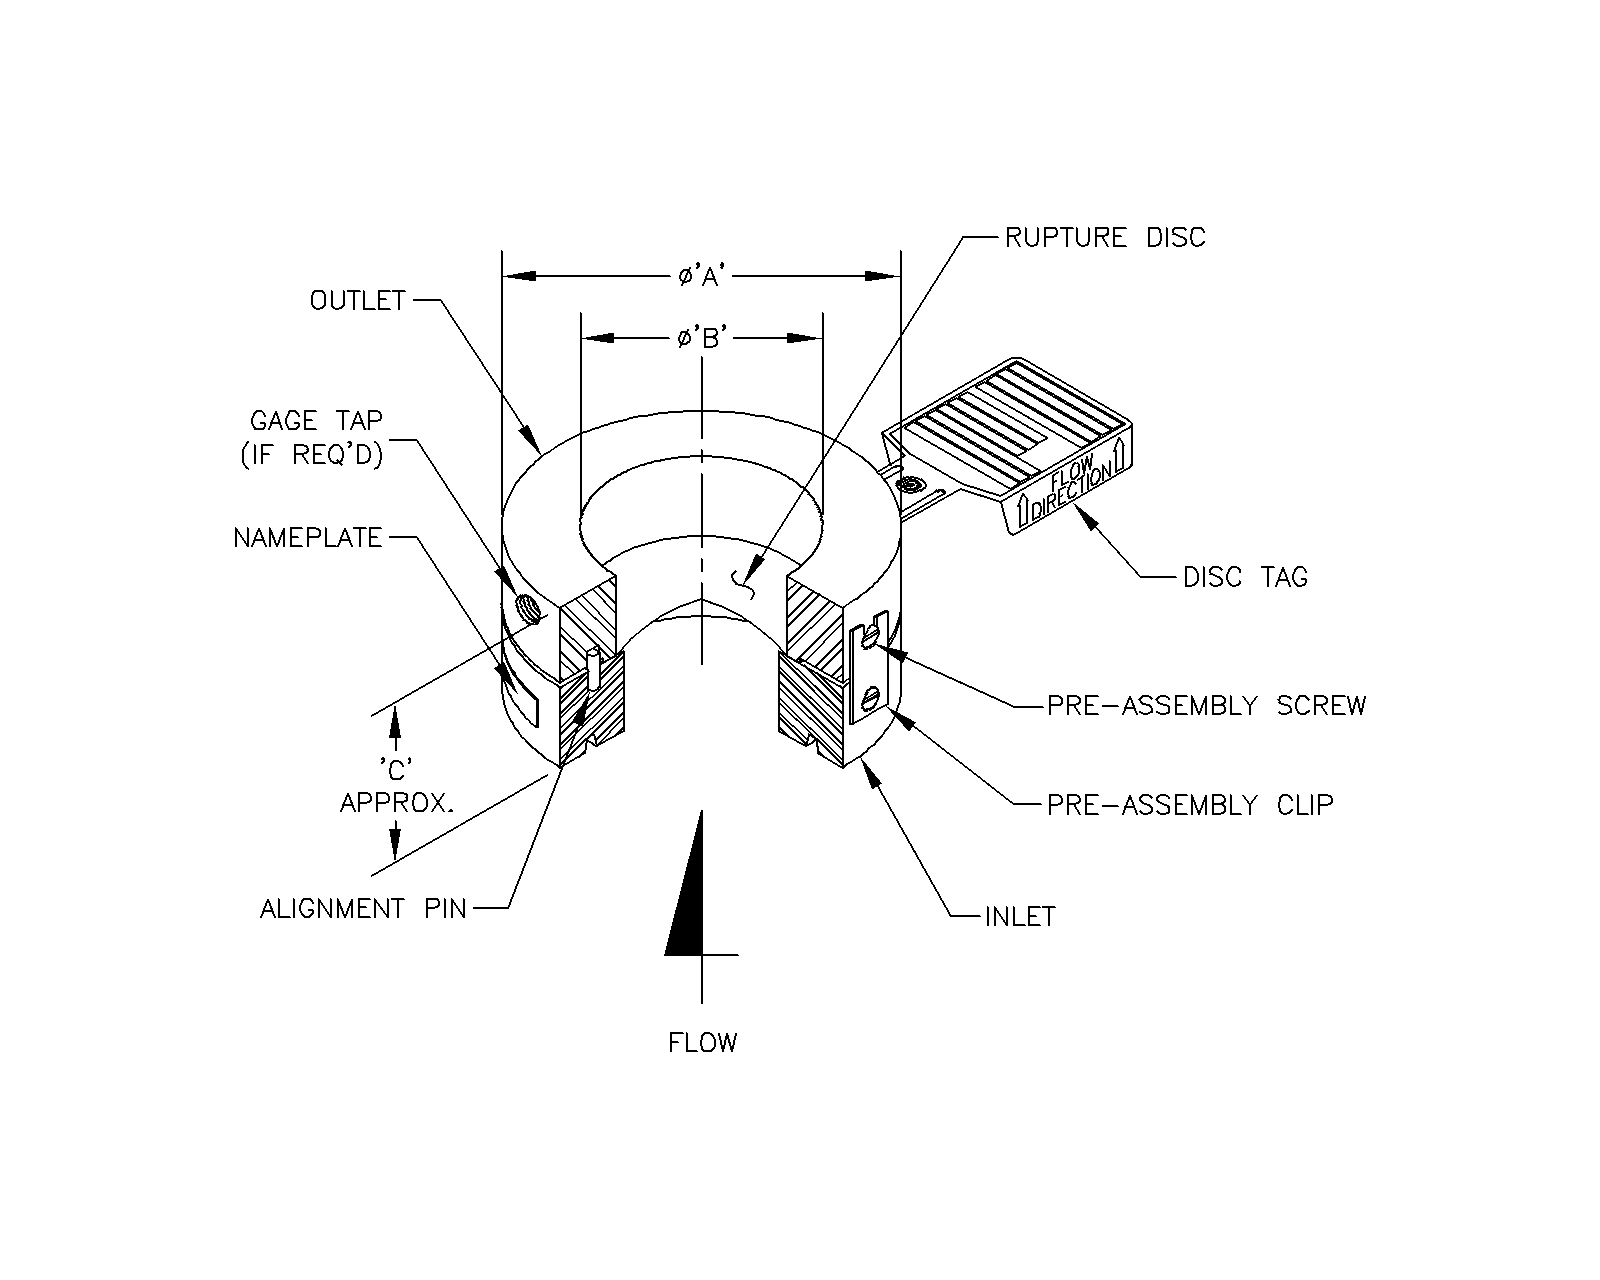 RUPTURE DISC
ø'A'
OUTLET
ø'B'
GAGE TAP
(IF REQ'D)
FLOW
DIRECTION
NAMEPLATE
DISC TAG
PRE-ASSEMBLY SCREW
'C'
APPROX.
PRE-ASSEMBLY CLIP
ALIGNMENT PIN
INLET
FLOW